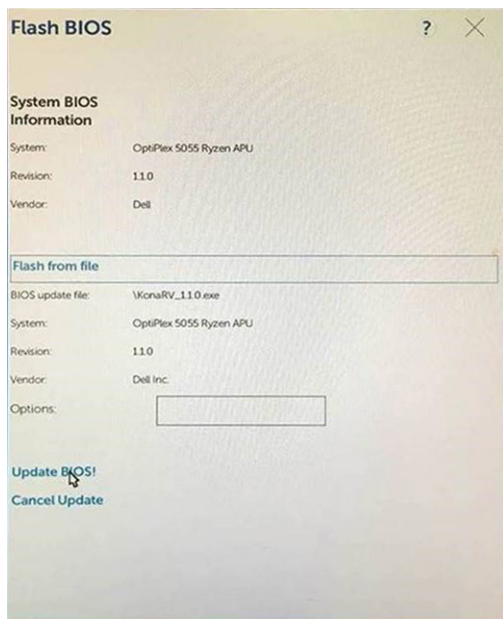 Flash BIOS ?
System BIOS
Information
System: OptiPlex 5055 Ryzen APU
Revision: 1.1.0
Vendor: Dell
Flash from file
BIOS update file: \KonaRV_1.1.0.exe
System: OptiPlex 5055 Ryzen APU
Revision: 1.1.0
Vendor: Dell Inc.
Options:
Update BIOS!
Cancel Update